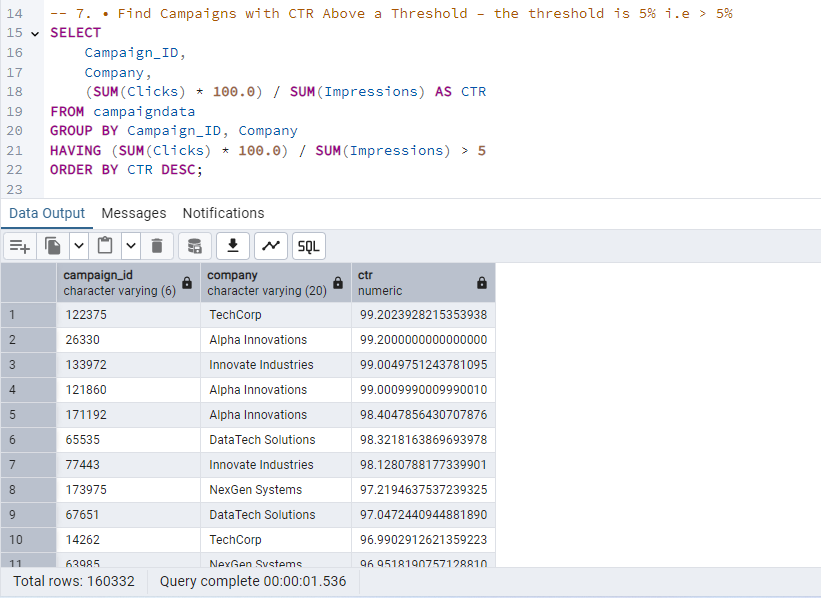 14 -- 7. • Find Campaigns with CTR Above a Threshold – the threshold is 5% i.e > 5%
15 SELECT
16 Campaign_ID,
17 Company,
18 (SUM(Clicks) * 100.0) / SUM(Impressions) AS CTR
19 FROM campaigndata
20 GROUP BY Campaign_ID, Company
21 HAVING (SUM(Clicks) * 100.0) / SUM(Impressions) > 5
22 ORDER BY CTR DESC;
23
Data Output Messages Notifications
SQL
campaign_id company ctr
character varying (6) character varying (20) numeric
1 122375 TechCorp 99.2023928215353938
2 26330 Alpha Innovations 99.2000000000000000
3 133972 Innovate Industries 99.0049751243781095
4 121860 Alpha Innovations 99.0009990009990010
5 171192 Alpha Innovations 98.4047856430707876
6 65535 DataTech Solutions 98.3218163869693978
7 77443 Innovate Industries 98.1280788177339901
8 173975 NexGen Systems 97.2194637537239325
9 67651 DataTech Solutions 97.0472440944881890
10 14262 TechCorp 96.9902912621359223
11 63985 NexGen Systems 96.9518190757128810
Total rows: 160332 Query complete 00:00:01.536